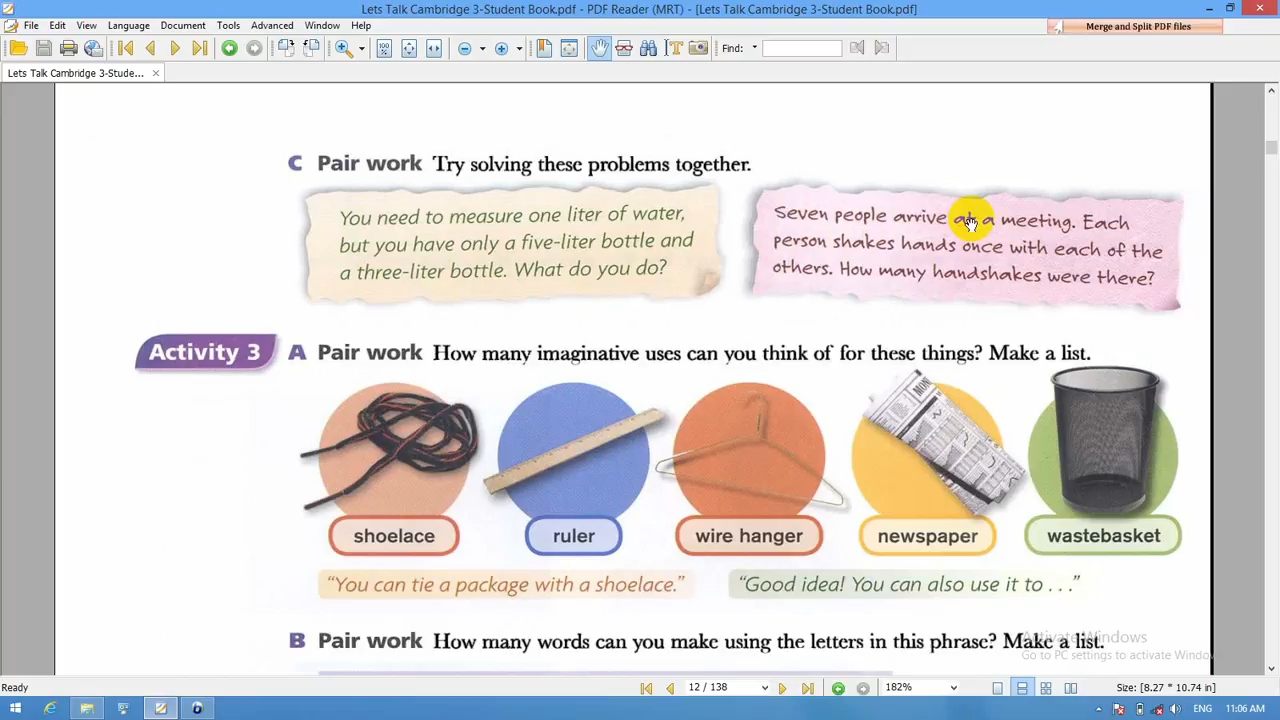 Lets Talk Cambridge 3-Student Book.pdf - PDF Reader (MRT) - [Lets Talk Cambridge 3-Student Book.pdf]
File Edit View Language Document Tools Advanced Window Help
Merge and Split PDF files
Find:
Lets Talk Cambridge 3-Stude...
C Pair work Try solving these problems together.
You need to measure one liter of water,
but you have only a five-liter bottle and
a three-liter bottle. What do you do?
Seven people arrive at a meeting. Each
person shakes hands once with each of the
others. How many handshakes were there?
Activity 3 A Pair work How many imaginative uses can you think of for these things? Make a list.
shoelace ruler wire hanger newspaper wastebasket
"You can tie a package with a shoelace." "Good idea! You can also use it to . . ."
B Pair work How many words can you make using the letters in this phrase? Make a list.
Activate Windows
Go to PC settings to activate Window
Ready 12 / 138 182% Size: [8.27 * 10.74 in]
ENG 11:06 AM